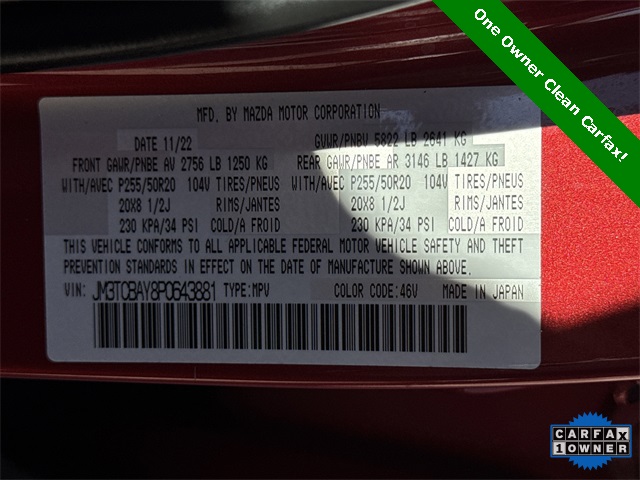 One Owner Clean Carfax!
MFD. BY MAZDA MOTOR CORPORATION
DATE 11/22 GVWR/PNBV 5822 LB 2641 KG
FRONT GAWR/PNBE AV 2756 LB 1250 KG REAR GAWR/PNBE AR 3146 LB 1427 KG
WITH/AVEC P255/50R20 104V TIRES/PNEUS WITH/AVEC P255/50R20 104V TIRES/PNEUS
20X8 1/2J RIMS/JANTES 20X8 1/2J RIMS/JANTES
230 KPA/34 PSI COLD/A FROID 230 KPA/34 PSI COLD/A FROID
THIS VEHICLE CONFORMS TO ALL APPLICABLE FEDERAL MOTOR VEHICLE SAFETY AND THEFT
PREVENTION STANDARDS IN EFFECT ON THE DATE OF MANUFACTURE SHOWN ABOVE.
VIN: JM3TCBAY8P0643881 TYPE:MPV COLOR CODE:46V MADE IN JAPAN
CARFAX
1 OWNER